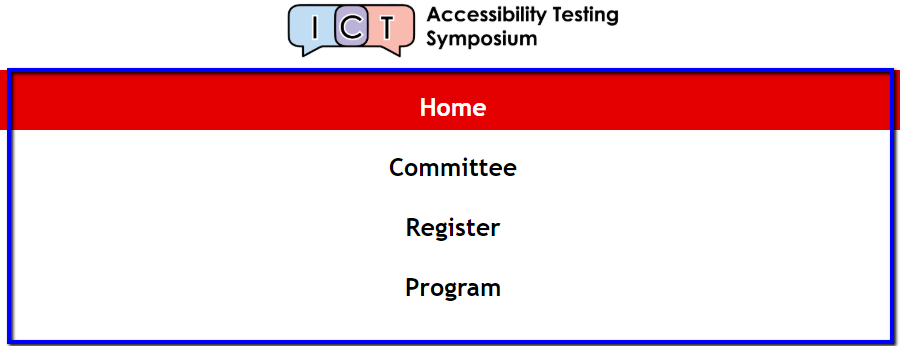 ICT Accessibility Testing
Symposium
Home
Committee
Register
Program